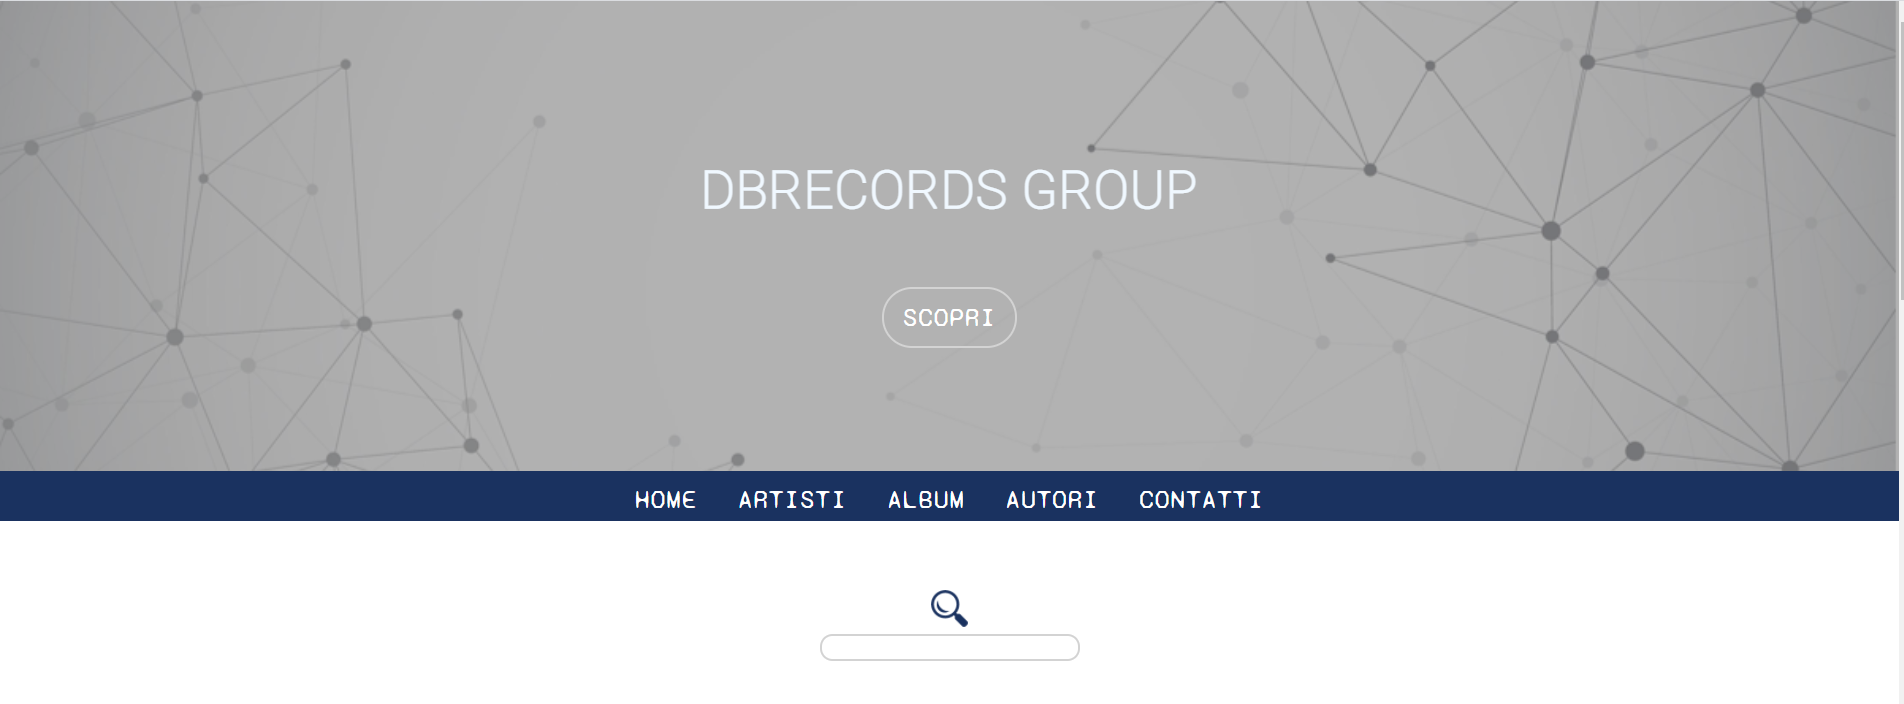 DBRECORDS GROUP
SCOPRI
HOME ARTISTI ALBUM AUTORI CONTATTI